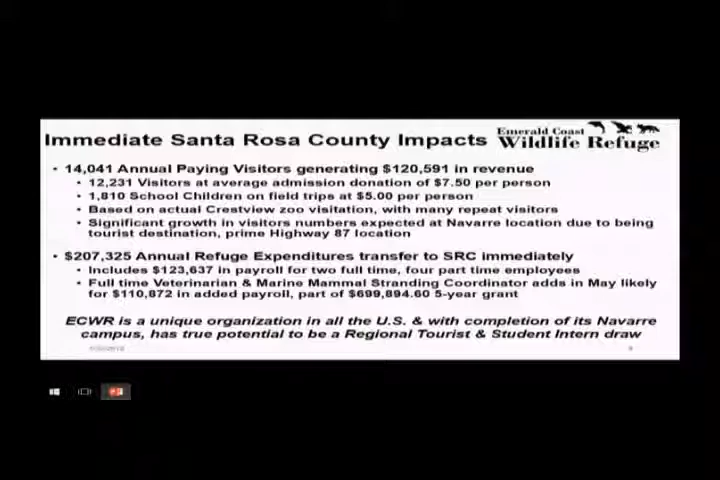 Immediate Santa Rosa County Impacts
Emerald Coast
Wildlife Refuge
• 14,041 Annual Paying Visitors generating $120,591 in revenue
• 12,231 Visitors at average admission donation of $7.50 per person
• 1,810 School Children on field trips at $5.00 per person
• Based on actual Crestview zoo visitation, with many repeat visitors
• Significant growth in visitors numbers expected at Navarre location due to being
tourist destination, prime Highway 87 location
• $207,325 Annual Refuge Expenditures transfer to SRC immediately
• Includes $123,637 in payroll for two full time, four part time employees
• Full time Veterinarian & Marine Mammal Stranding Coordinator adds in May likely
for $110,872 in added payroll, part of $699,894.60 5-year grant
ECWR is a unique organization in all the U.S. & with completion of its Navarre
campus, has true potential to be a Regional Tourist & Student Intern draw